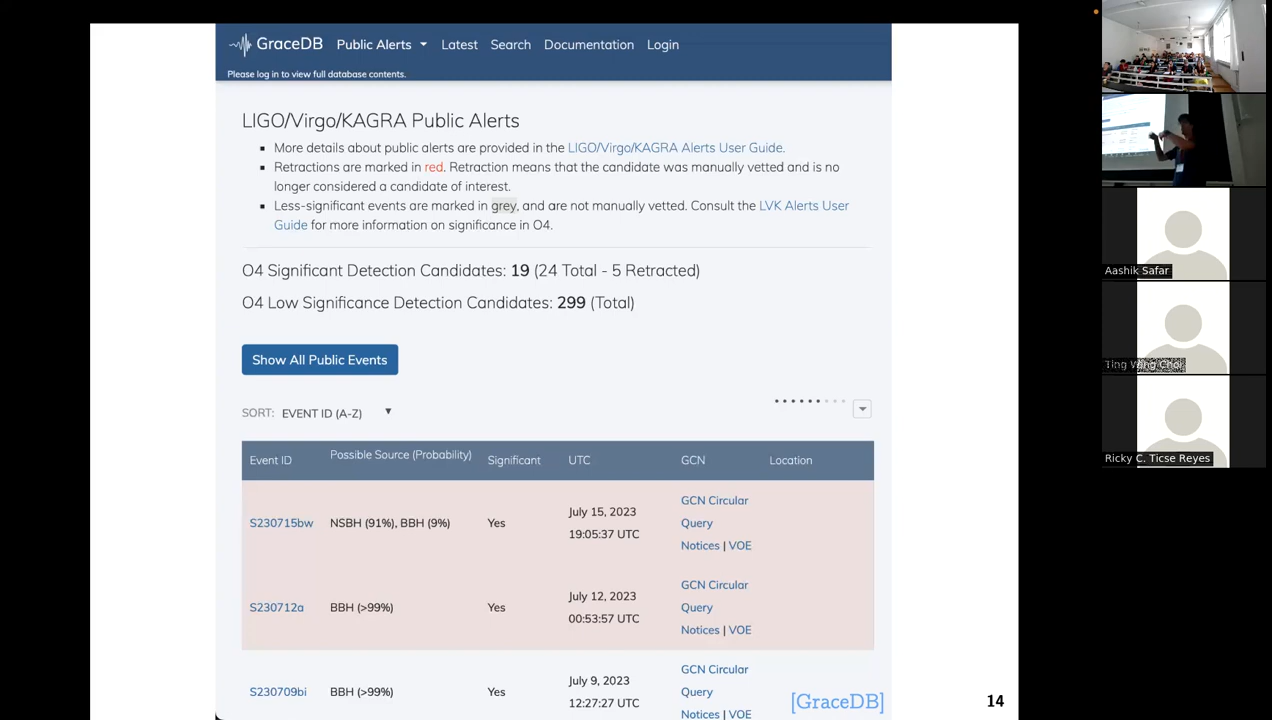 GraceDB Public Alerts Latest Search Documentation Login
Please log in to view full database contents.
LIGO/Virgo/KAGRA Public Alerts
More details about public alerts are provided in the LIGO/Virgo/KAGRA Alerts User Guide.
Retractions are marked in red. Retraction means that the candidate was manually vetted and is
no longer considered a candidate of interest.
Less-significant events are marked in grey, and are not manually vetted. Consult the LVK Alerts User
Guide for more information on significance in O4.
O4 Significant Detection Candidates: 19 (24 Total - 5 Retracted)
O4 Low Significance Detection Candidates: 299 (Total)
Show All Public Events
SORT: EVENT ID (A-Z)
Event ID Possible Source (Probability) Significant UTC GCN Location
S230715bw NSBH (91%), BBH (9%) Yes July 15, 2023 19:05:37 UTC GCN Circular Query Notices | VOE
S230712a BBH (>99%) Yes July 12, 2023 00:53:57 UTC GCN Circular Query Notices | VOE
S230709bi BBH (>99%) Yes July 9, 2023 12:27:27 UTC GCN Circular Query Notices | VOE
[GraceDB]
14
Aashik Safar
Ting
Ricky C. Ticse Reyes